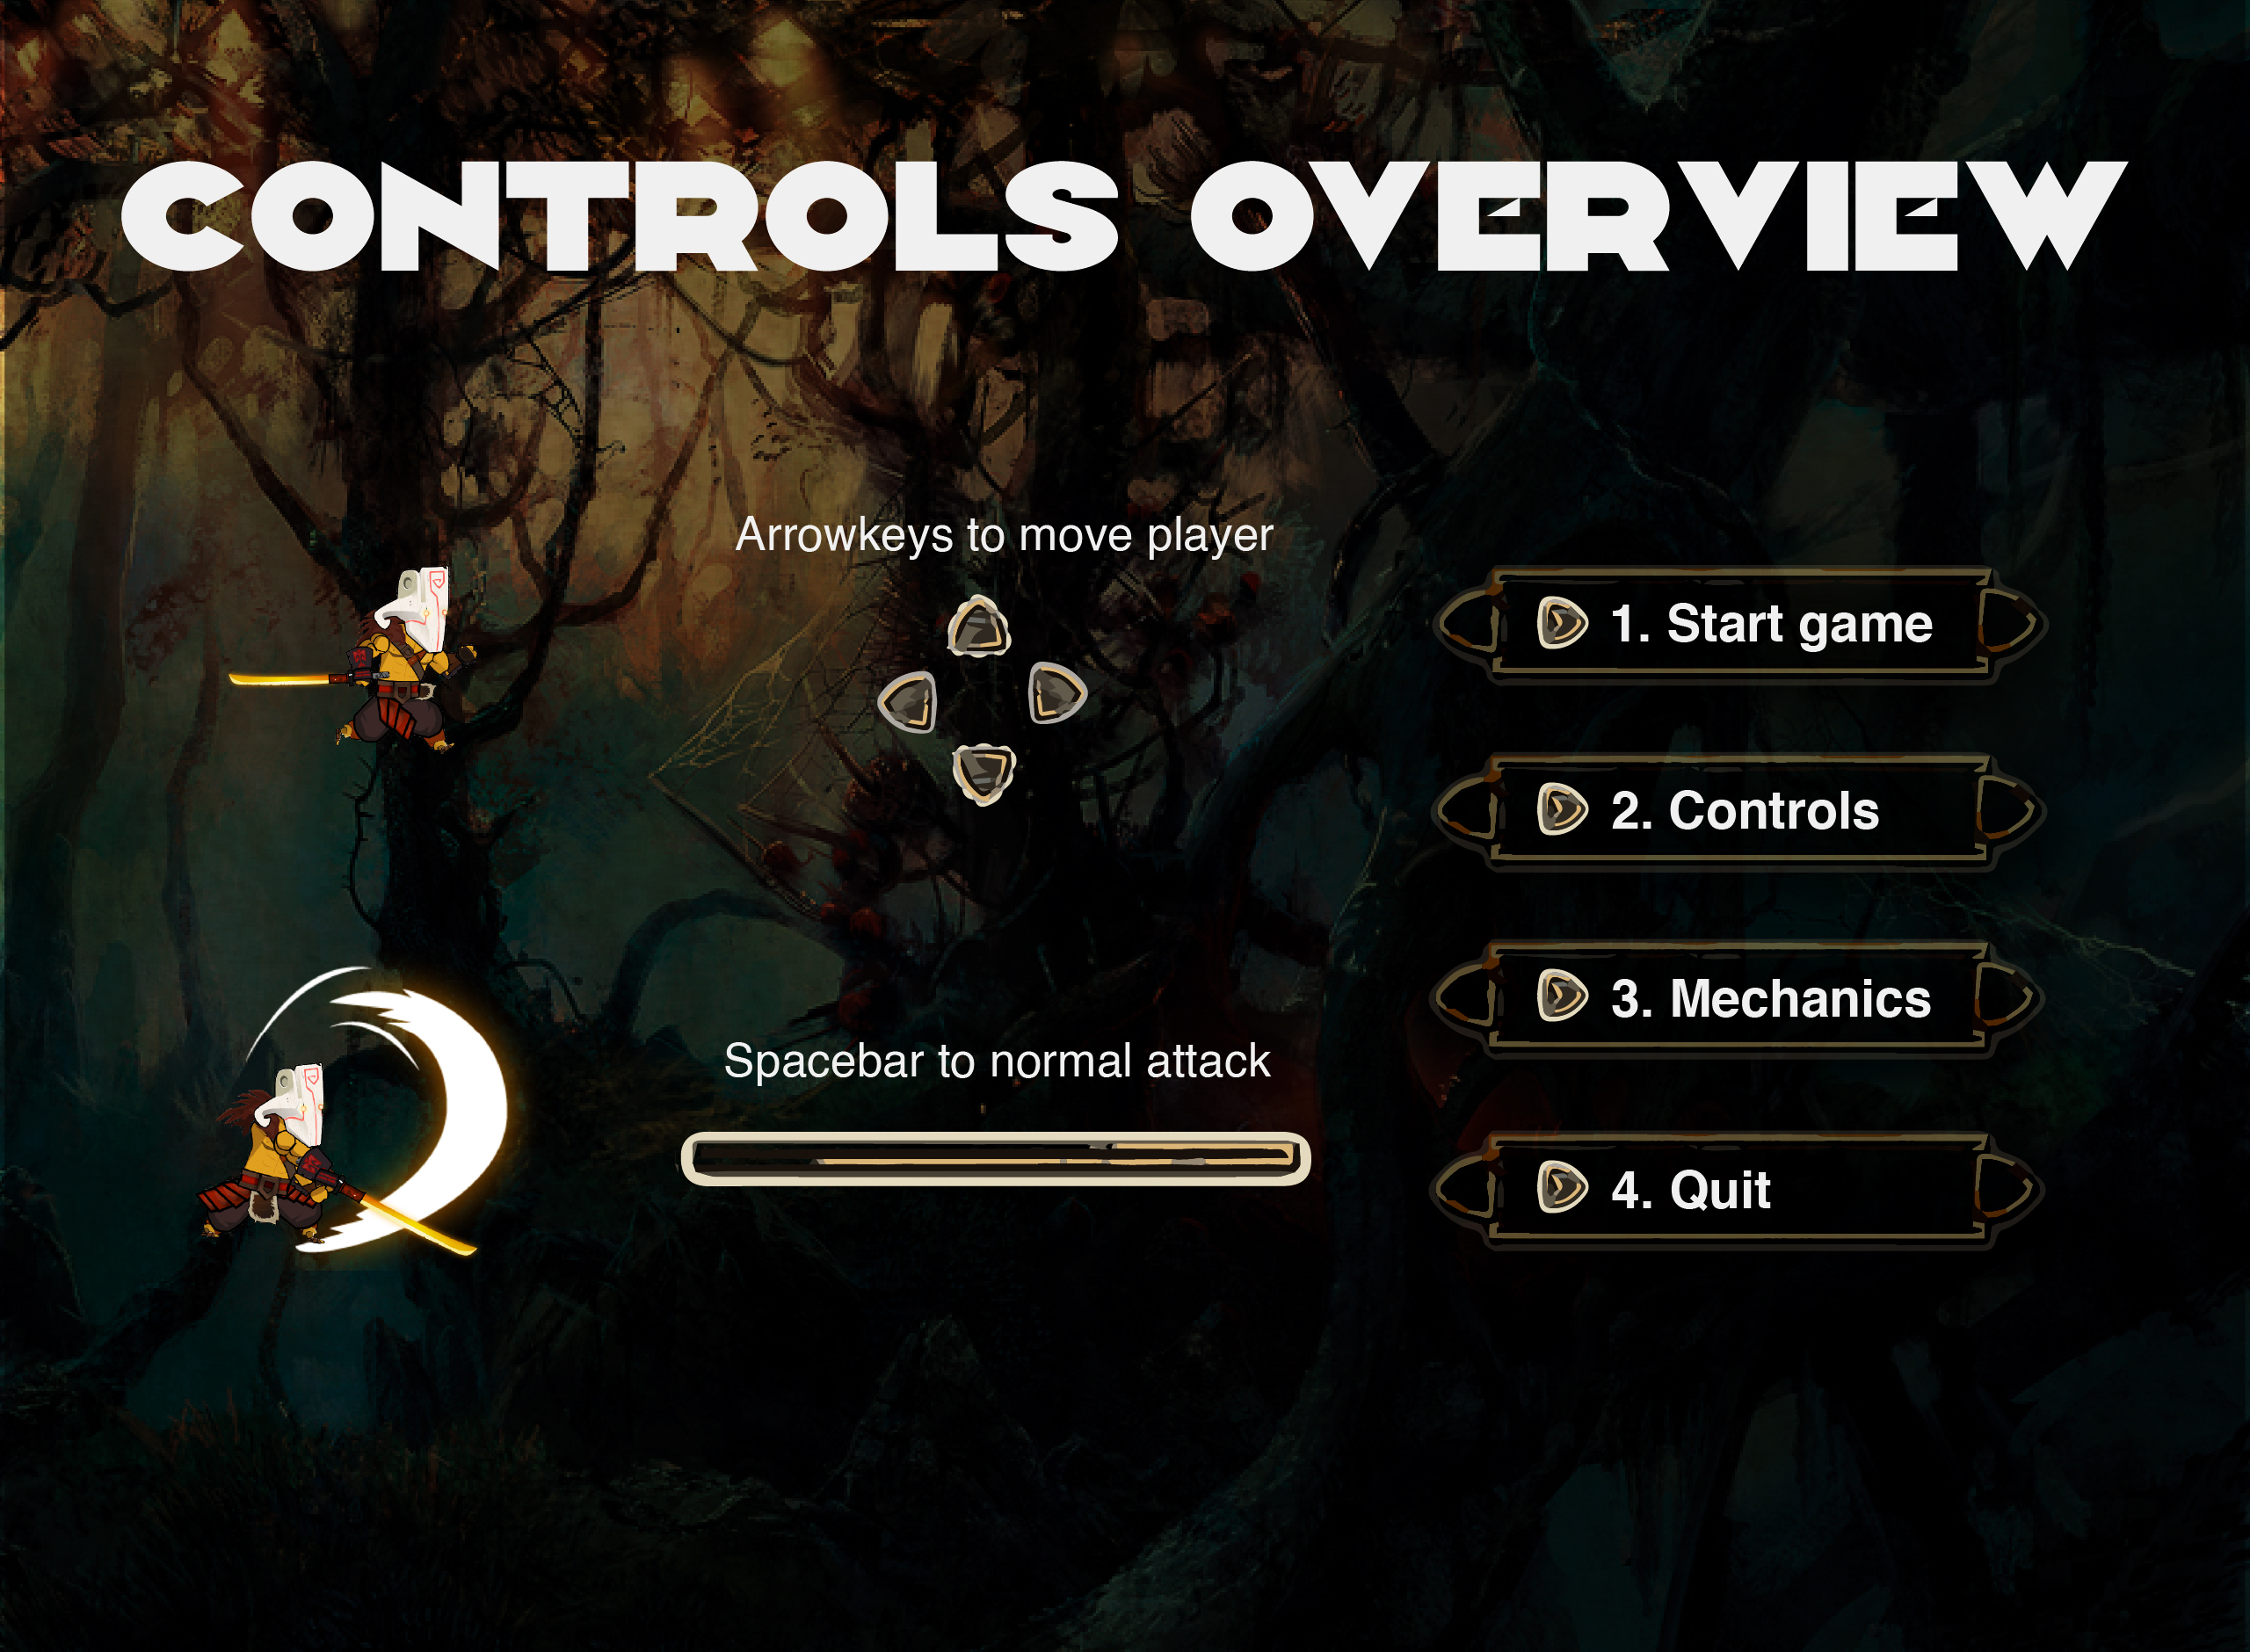 CONTROLS OVERVIEW
Arrowkeys to move player
Spacebar to normal attack
1. Start game
2. Controls
3. Mechanics
4. Quit